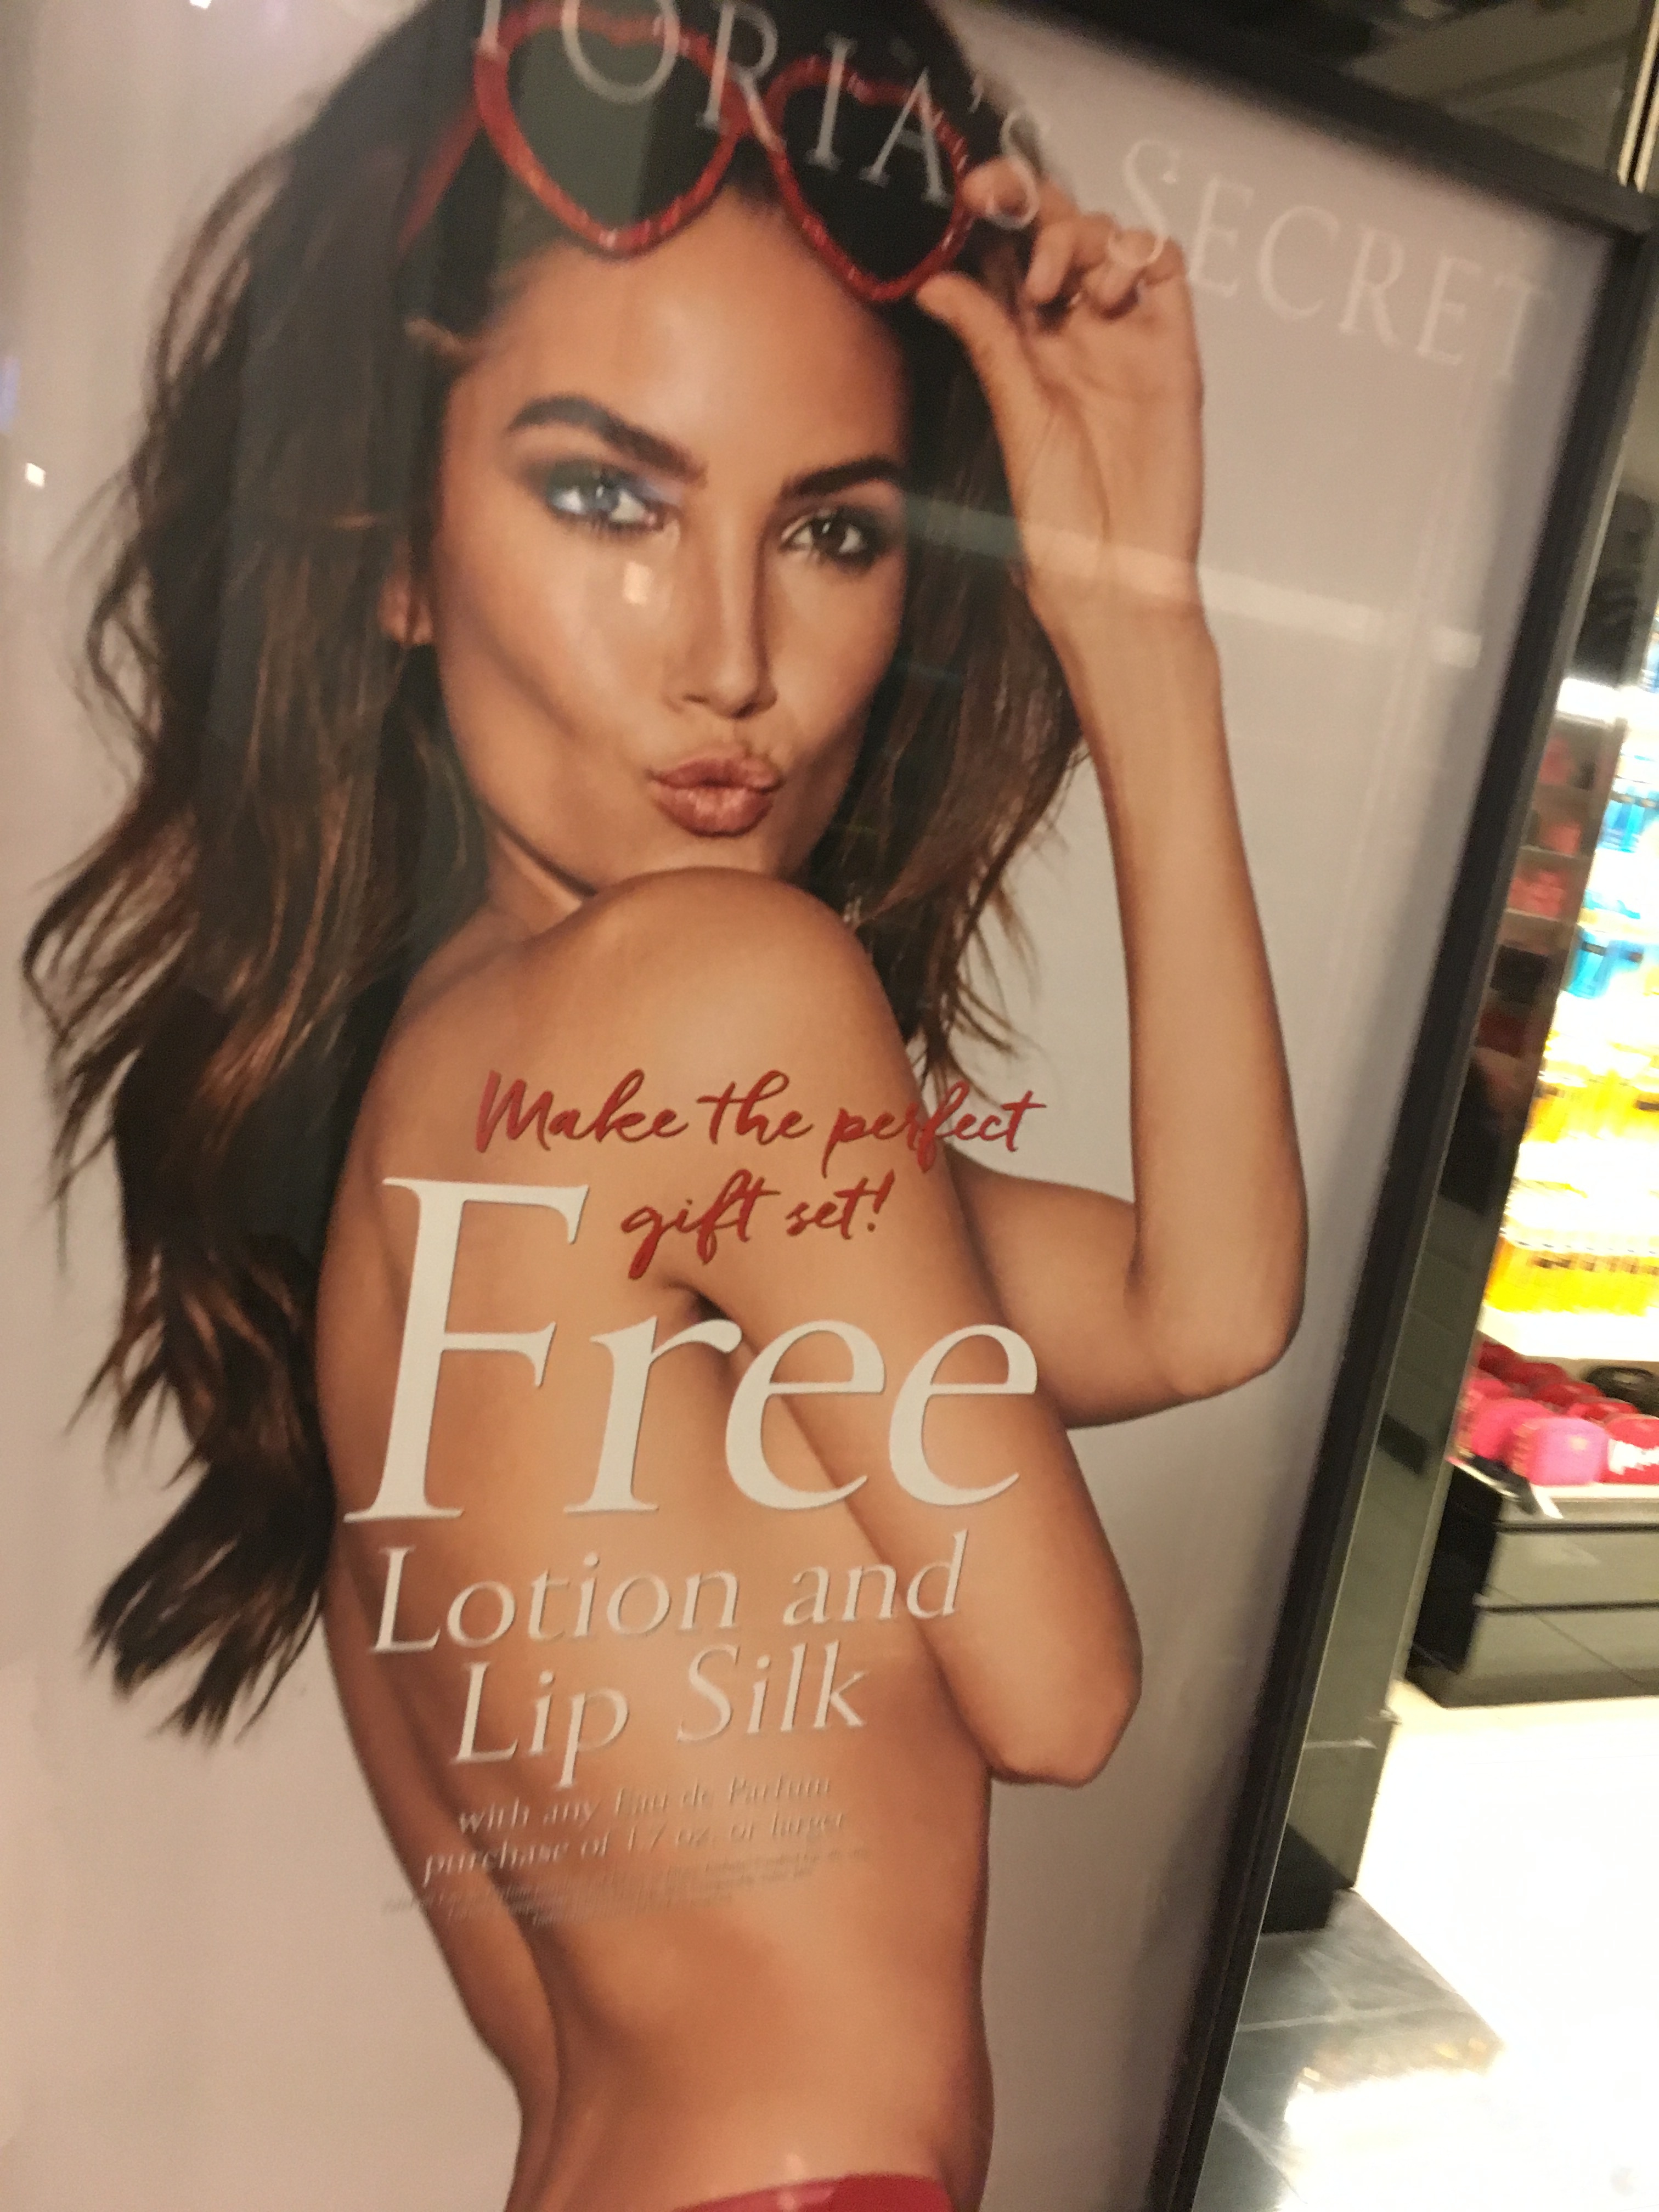 TORIA'S SECRET
Make the perfect
gift set!
Free
Lotion and
Lip Silk
with any Eau de Parfum
purchase of 1.7 oz. or larger